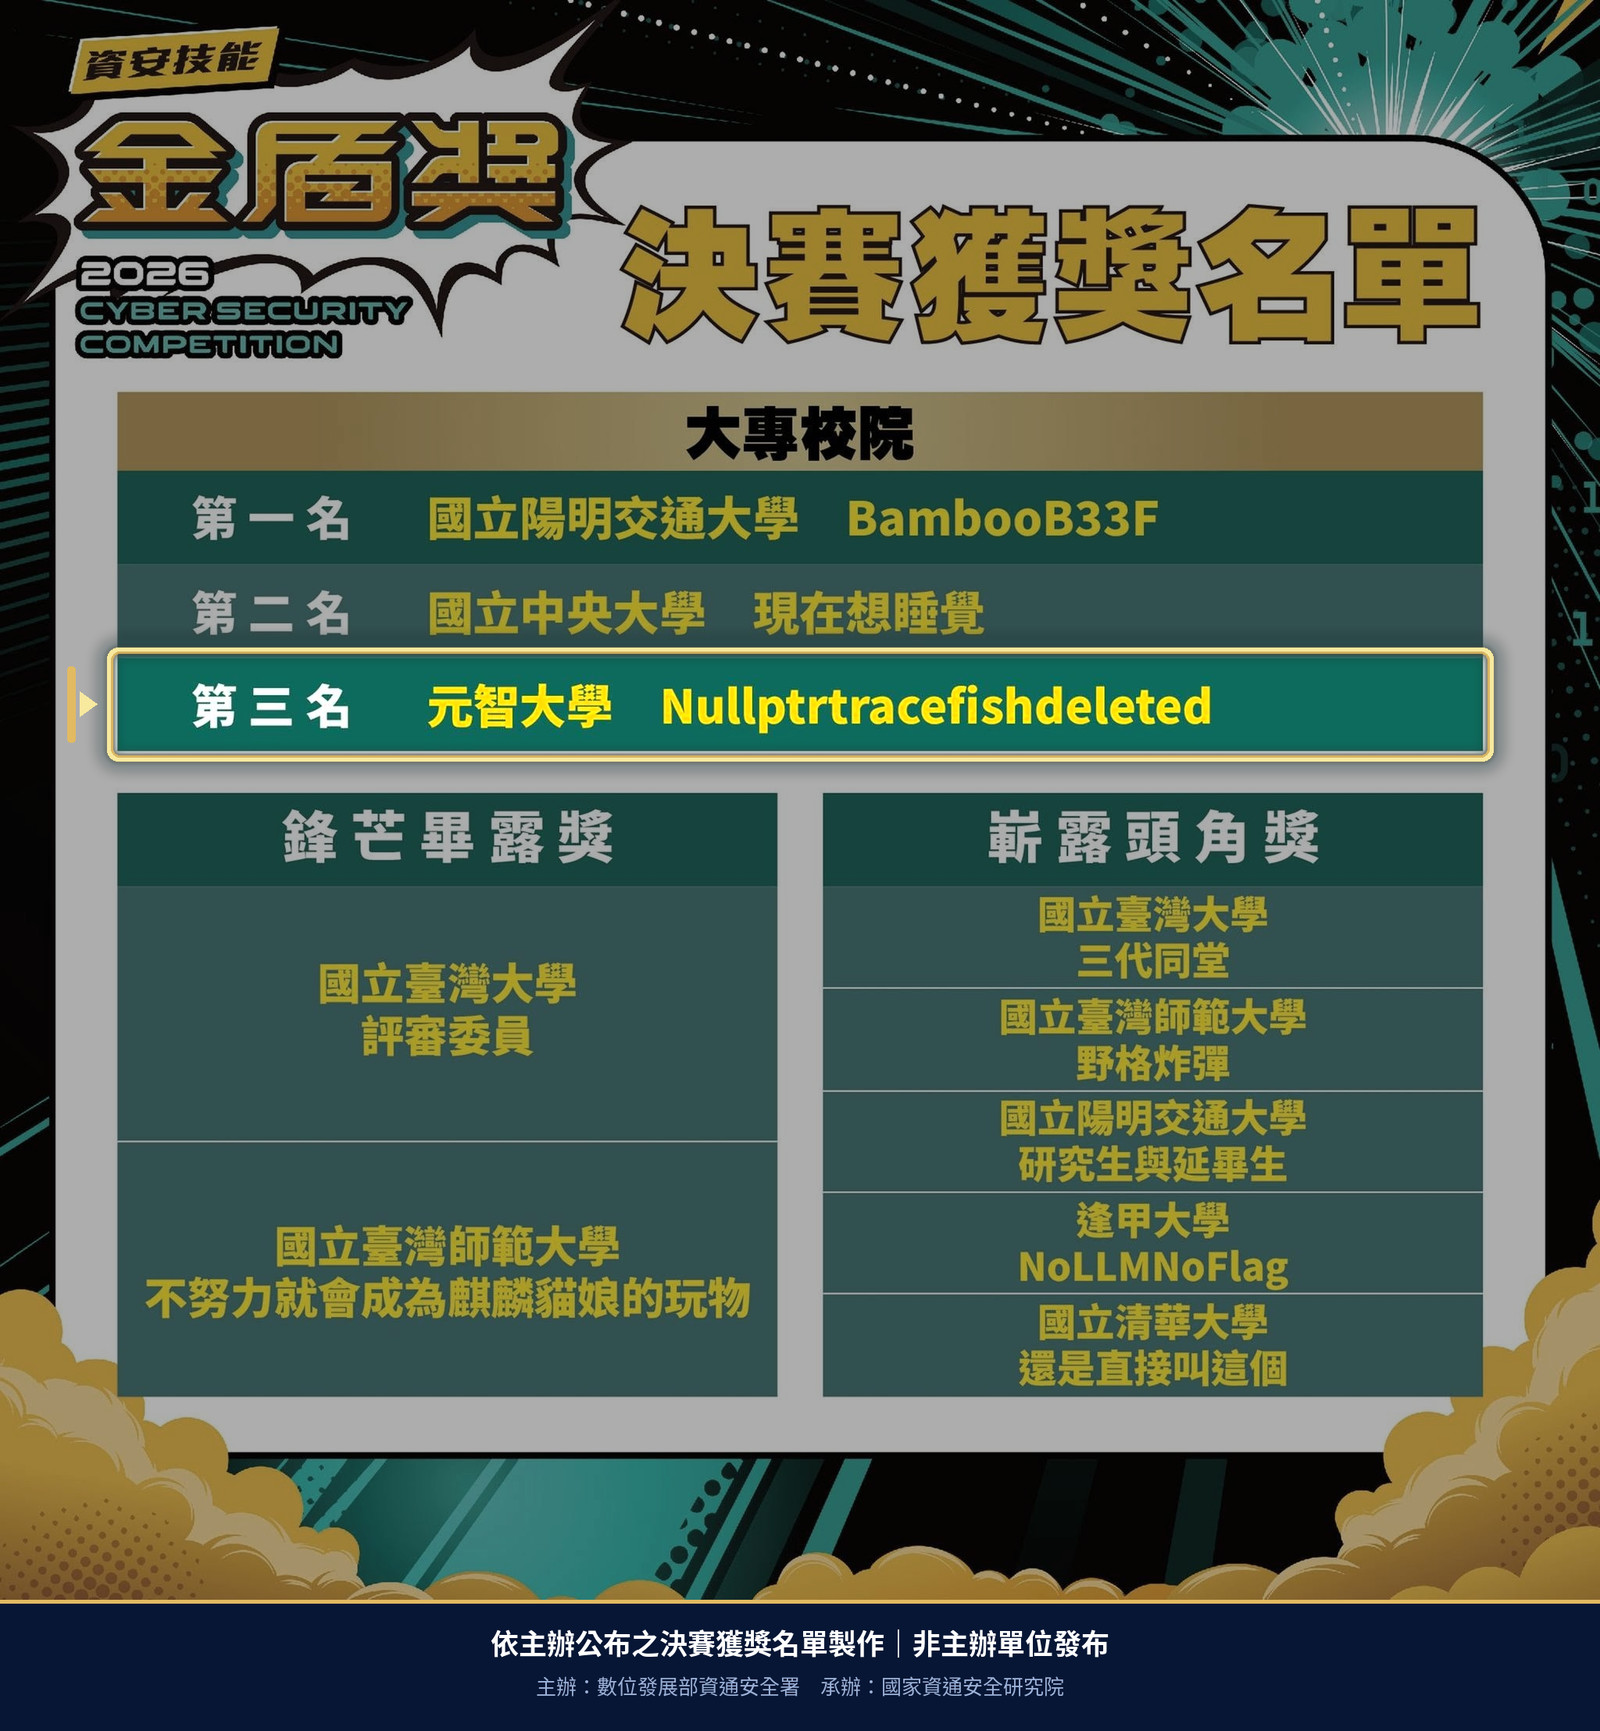 資安技能
金盾獎
2026
CYBER SECURITY
COMPETITION
決賽獲獎名單
大專校院
第一名 國立陽明交通大學 BambooB33F
第二名 國立中央大學 現在想睡覺
第三名 元智大學 Nullptrtracefishdeleted
鋒芒畢露獎
國立臺灣大學
評審委員
國立臺灣師範大學
不努力就會成為麒麟貓娘的玩物
嶄露頭角獎
國立臺灣大學
三代同堂
國立臺灣師範大學
野格炸彈
國立陽明交通大學
研究生與延畢生
逢甲大學
NoLLMNoFlag
國立清華大學
還是直接叫這個
依主辦公布之決賽獲獎名單製作｜非主辦單位發布
主辦：數位發展部資通安全署 承辦：國家資通安全研究院